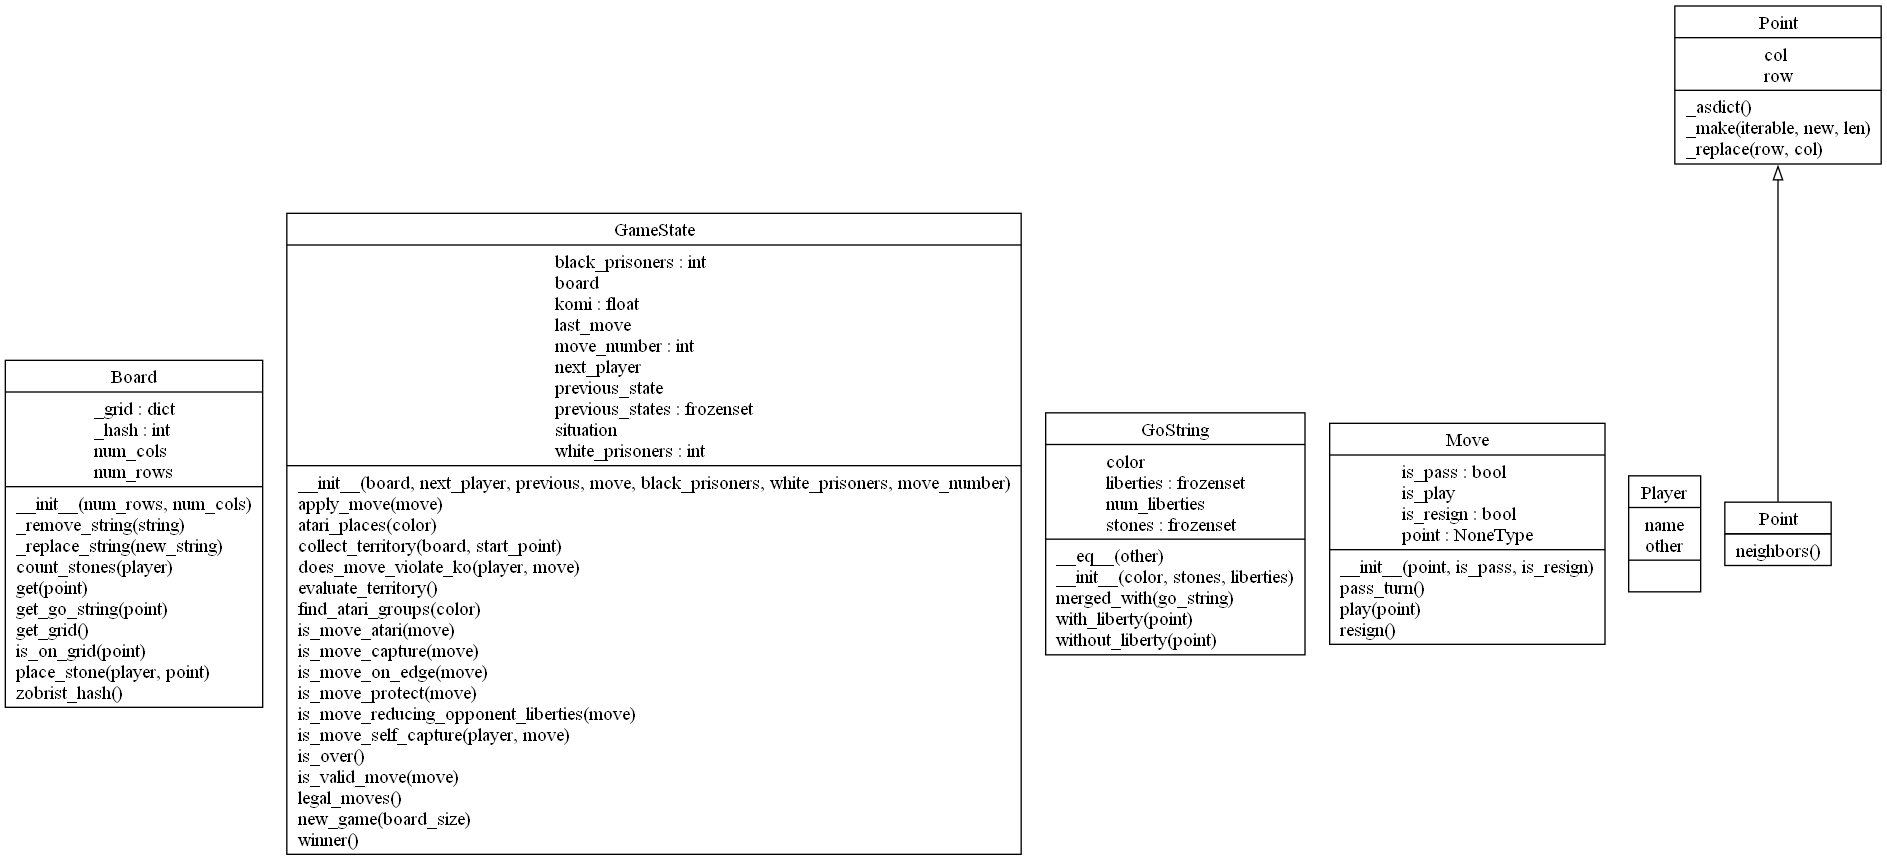 Board
_grid : dict
_hash : int
num_cols
num_rows
__init__(num_rows, num_cols)
_remove_string(string)
_replace_string(new_string)
count_stones(player)
get(point)
get_go_string(point)
get_grid()
is_on_grid(point)
place_stone(player, point)
zobrist_hash()
GameState
black_prisoners : int
board
komi : float
last_move
move_number : int
next_player
previous_state
previous_states : frozenset
situation
white_prisoners : int
__init__(board, next_player, previous, move, black_prisoners, white_prisoners, move_number)
apply_move(move)
atari_places(color)
collect_territory(board, start_point)
does_move_violate_ko(player, move)
evaluate_territory()
find_atari_groups(color)
is_move_atari(move)
is_move_capture(move)
is_move_on_edge(move)
is_move_protect(move)
is_move_reducing_opponent_liberties(move)
is_move_self_capture(player, move)
is_over()
is_valid_move(move)
legal_moves()
new_game(board_size)
winner()
GoString
color
liberties : frozenset
num_liberties
stones : frozenset
__eq__(other)
__init__(color, stones, liberties)
merged_with(go_string)
with_liberty(point)
without_liberty(point)
Move
is_pass : bool
is_play
is_resign : bool
point : NoneType
__init__(point, is_pass, is_resign)
pass_turn()
play(point)
resign()
Player
name
other
Point
col
row
_asdict()
_make(iterable, new, len)
_replace(row, col)
Point
neighbors()